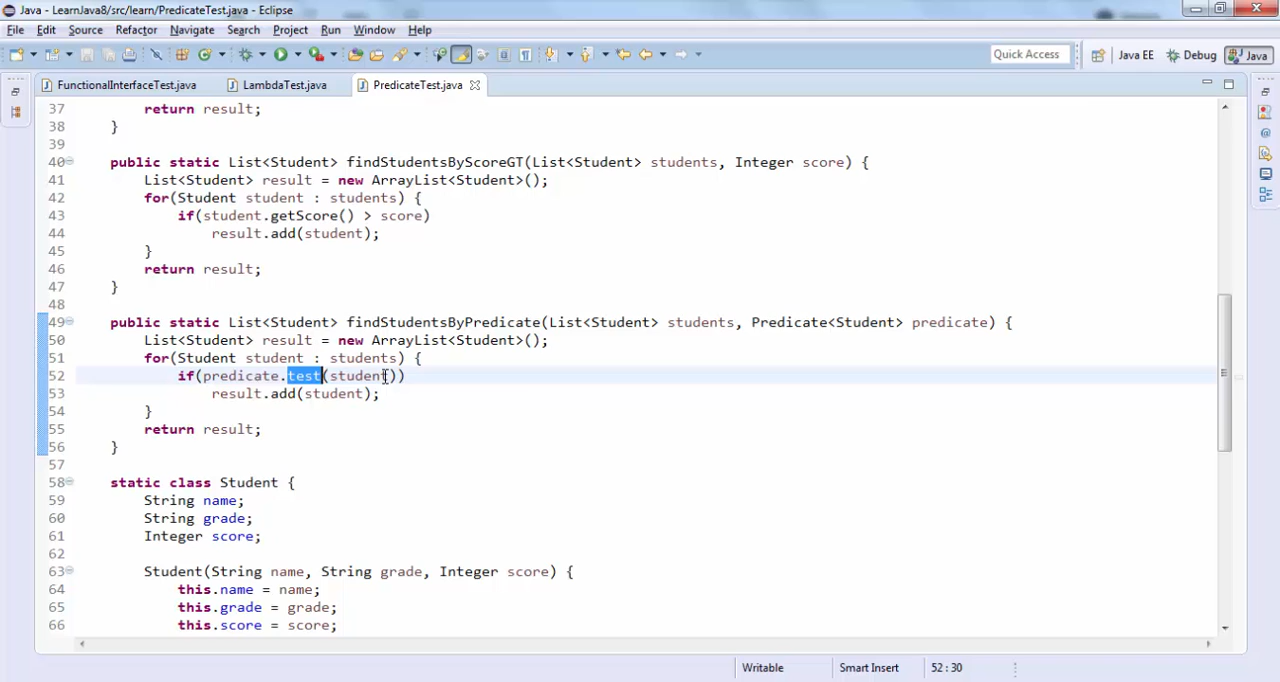 Java - LearnJava8/src/learn/PredicateTest.java - Eclipse
File Edit Source Refactor Navigate Search Project Run Window Help
Quick Access Java EE Debug Java
FunctionalInterfaceTest.java LambdaTest.java PredicateTest.java
37 return result;
38 }
39
40 public static List<Student> findStudentsByScoreGT(List<Student> students, Integer score) {
41 List<Student> result = new ArrayList<Student>();
42 for(Student student : students) {
43 if(student.getScore() > score)
44 result.add(student);
45 }
46 return result;
47 }
48
49 public static List<Student> findStudentsByPredicate(List<Student> students, Predicate<Student> predicate) {
50 List<Student> result = new ArrayList<Student>();
51 for(Student student : students) {
52 if(predicate.test(student))
53 result.add(student);
54 }
55 return result;
56 }
57
58 static class Student {
59 String name;
60 String grade;
61 Integer score;
62
63 Student(String name, String grade, Integer score) {
64 this.name = name;
65 this.grade = grade;
66 this.score = score;
Writable Smart Insert 52 : 30